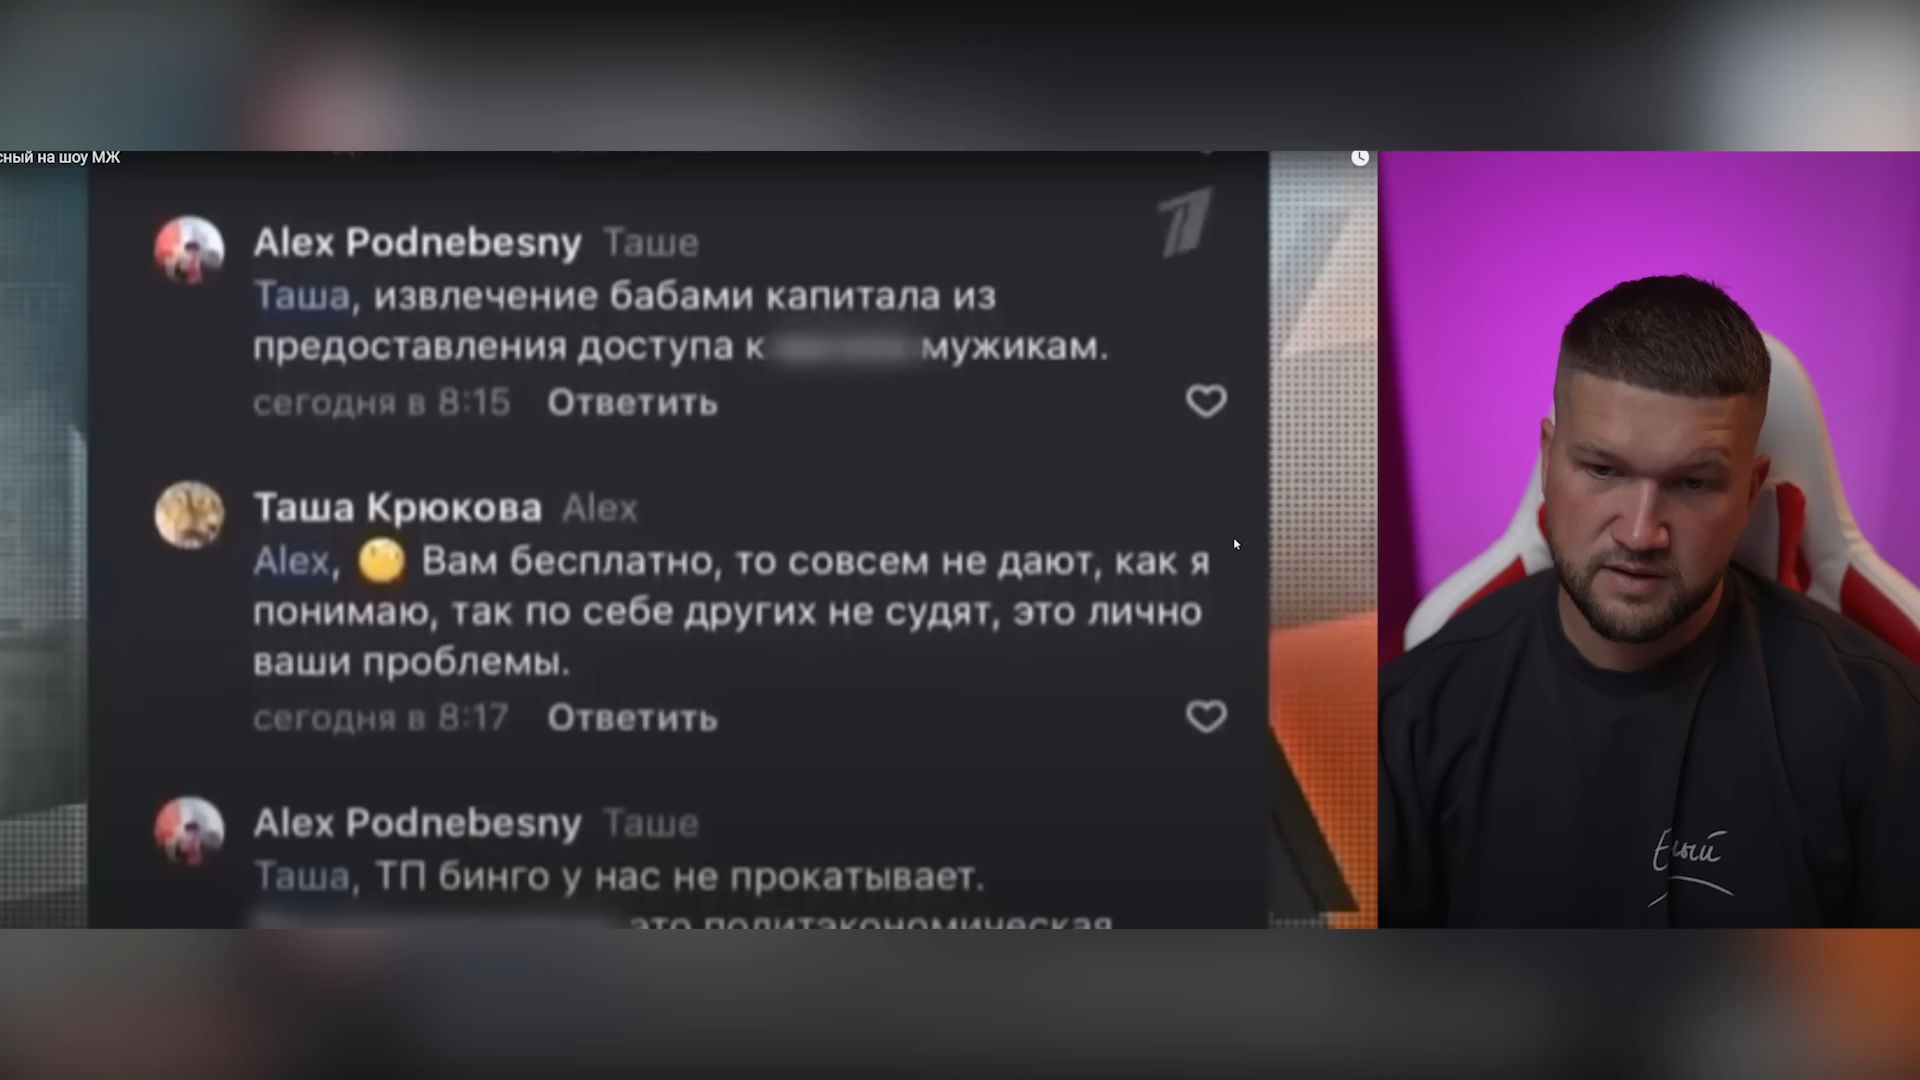 сный на шоу МЖ
Alex Podnebesny Таше
Таша, извлечение бабами капитала из
предоставления доступа к мужикам.
сегодня в 8:15 Ответить
Таша Крюкова Alex
Alex, Вам бесплатно, то совсем не дают, как я
понимаю, так по себе других не судят, это лично
ваши проблемы.
сегодня в 8:17 Ответить
Alex Podnebesny Таше
Таша, ТП бинго у нас не прокатывает.
это политэкономическая